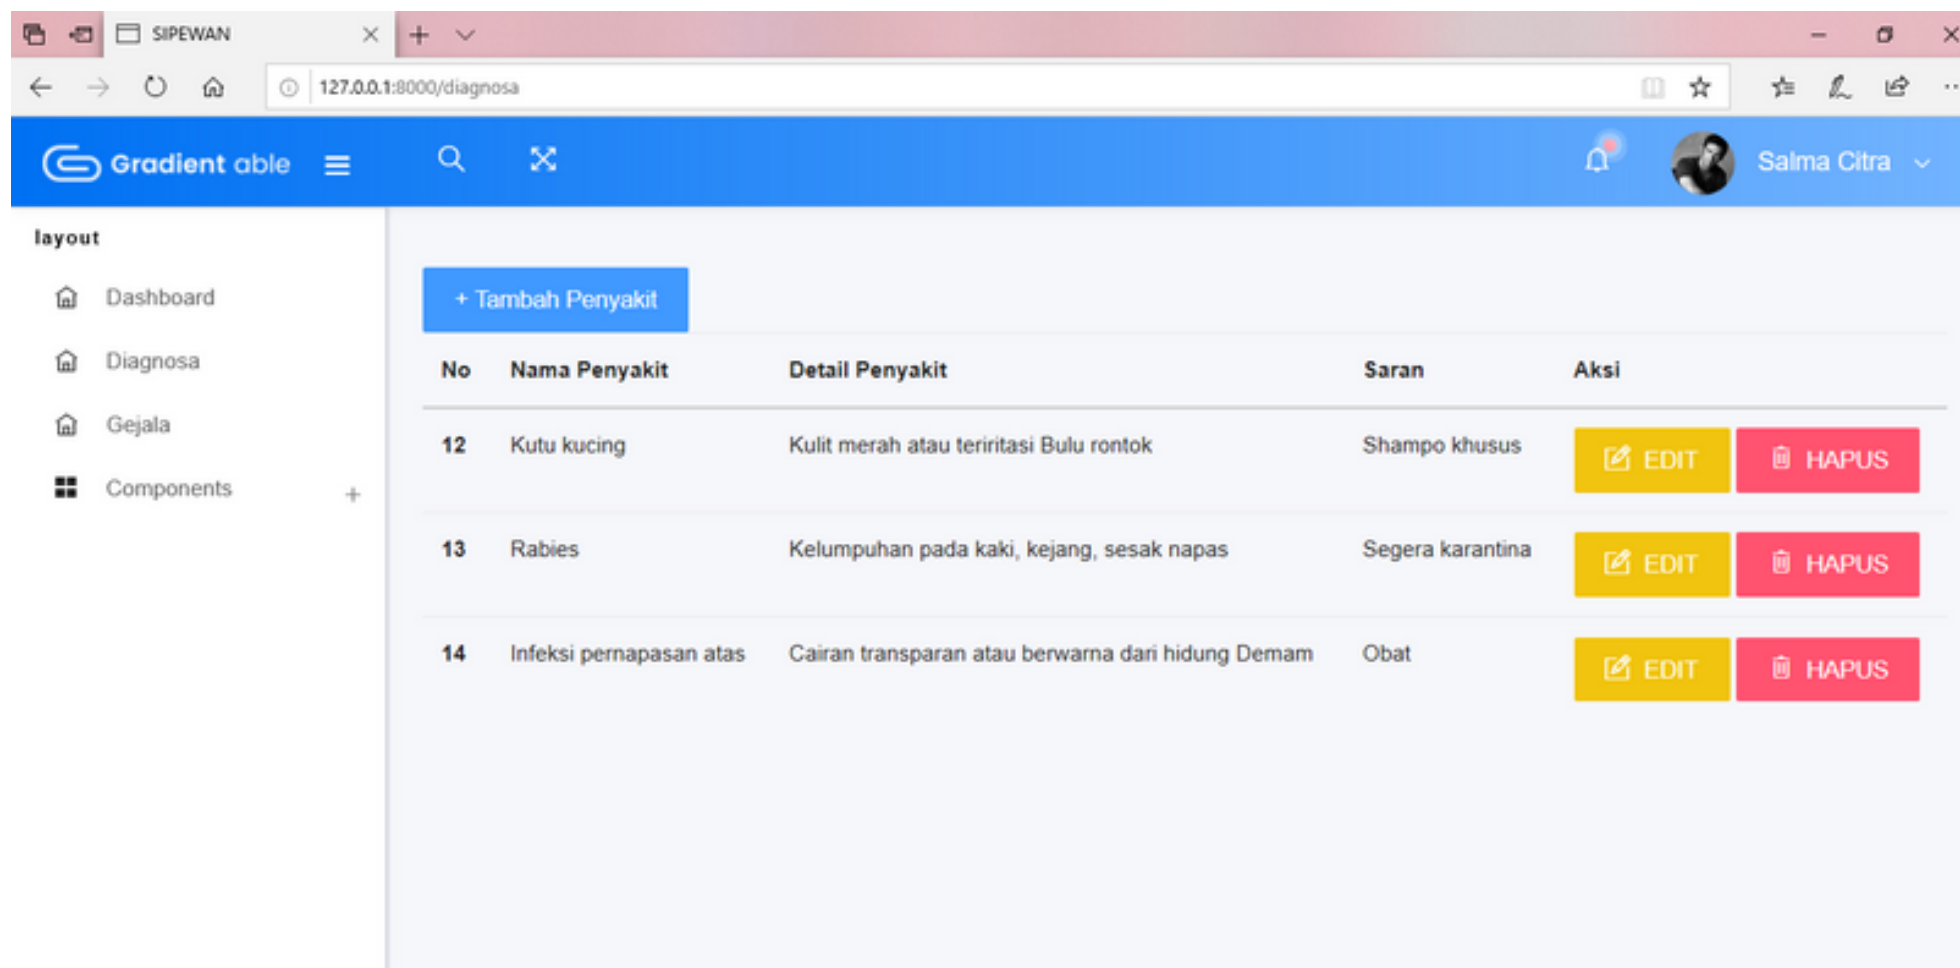 SIPEWAN
127.0.0.1:8000/diagnosa
Gradient able
Salma Citra
layout
Dashboard
Diagnosa
Gejala
Components
+ Tambah Penyakit
No Nama Penyakit Detail Penyakit Saran Aksi
12 Kutu kucing Kulit merah atau teriritasi Bulu rontok Shampo khusus EDIT HAPUS
13 Rabies Kelumpuhan pada kaki, kejang, sesak napas Segera karantina EDIT HAPUS
14 Infeksi pernapasan atas Cairan transparan atau berwarna dari hidung Demam Obat EDIT HAPUS